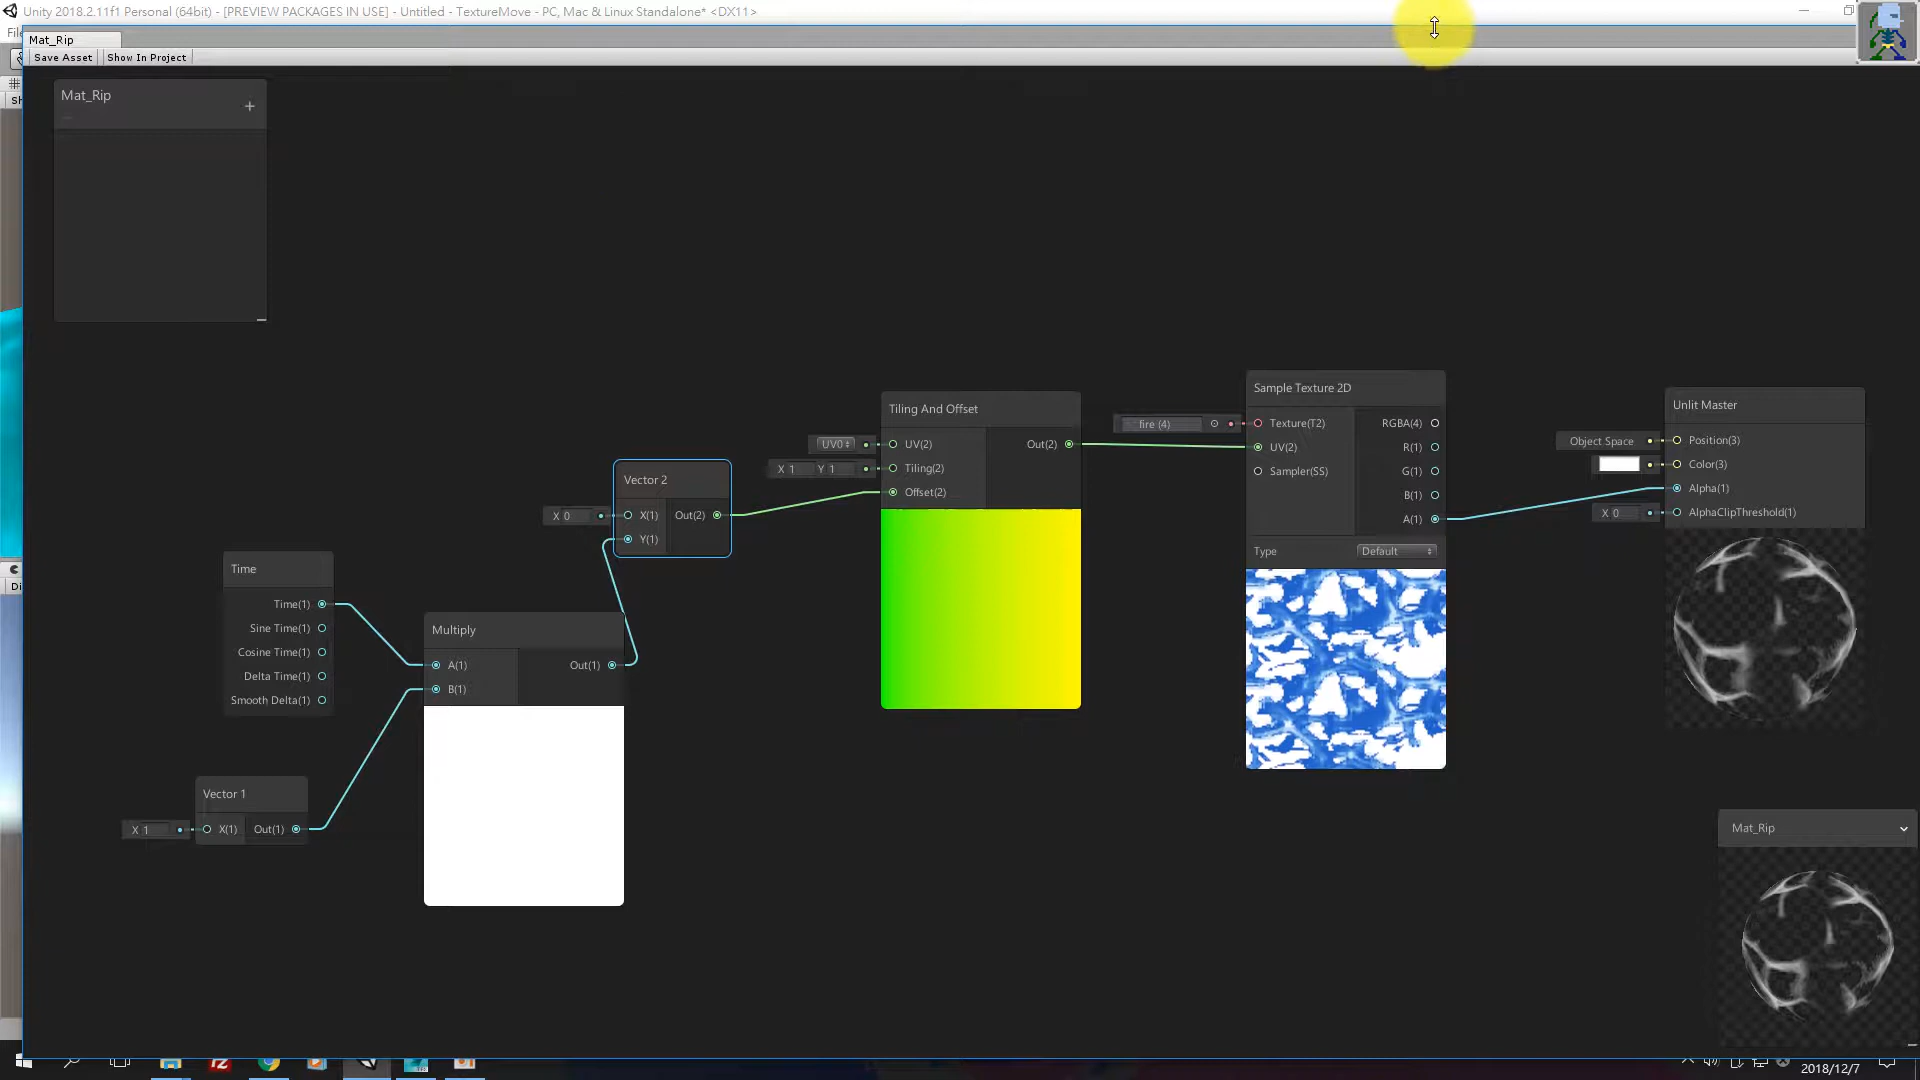 Unity 2018.2.11f1 Personal (64bit) - [PREVIEW PACKAGES IN USE] - Untitled - TextureMove - PC, Mac & Linux Standalone* <DX11>
Mat_Rip
Save Asset Show In Project
Mat_Rip
Time
Time(1)
Sine Time(1)
Cosine Time(1)
Delta Time(1)
Smooth Delta(1)
Vector 1
X 1 X(1) Out(1)
Multiply
A(1) Out(1)
B(1)
Vector 2
X 0 X(1) Out(2)
Y(1)
Tiling And Offset
UV0 UV(2) Out(2)
X 1 Y 1 Tiling(2)
Offset(2)
Sample Texture 2D
fire (4) Texture(T2) RGBA(4)
UV(2) R(1)
Sampler(SS) G(1)
B(1)
A(1)
Type Default
Unlit Master
Object Space Position(3)
Color(3)
Alpha(1)
X 0 AlphaClipThreshold(1)
Mat_Rip
2018/12/7